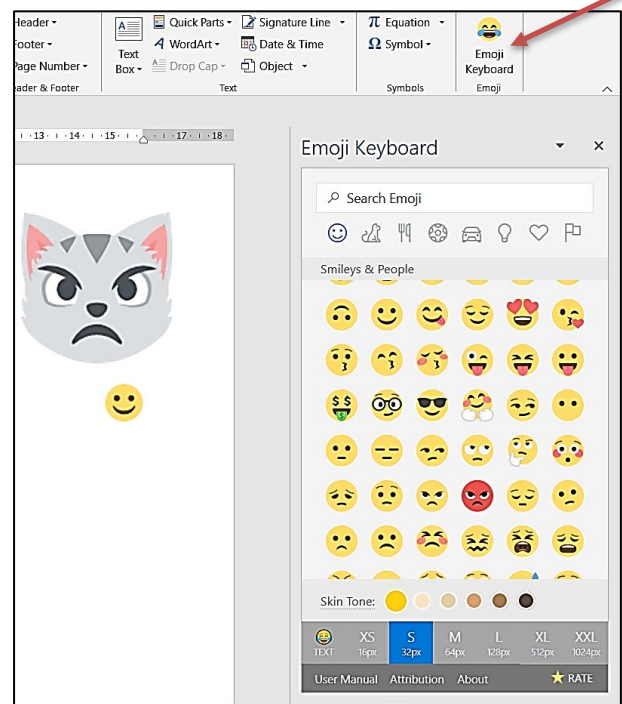 Header
Footer
Page Number
eader & Footer
Text
Box
Quick Parts
WordArt
Drop Cap
Signature Line
Date & Time
Object
Text
π Equation
Ω Symbol
Symbols
Emoji
Keyboard
Emoji
13 14 15 17 18
Emoji Keyboard
Search Emoji
Smileys & People
Skin Tone:
TEXT
XS
16px
S
32px
M
64px
L
128px
XL
512px
XXL
1024px
User Manual Attribution About RATE